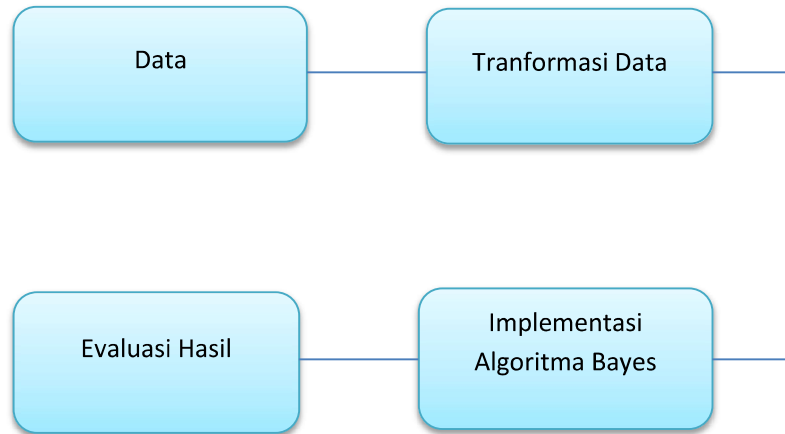 Data
Tranformasi Data
Evaluasi Hasil
Implementasi
Algoritma Bayes